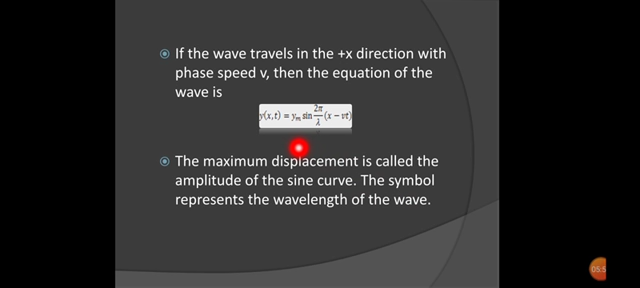 If the wave travels in the +x direction with
phase speed v, then the equation of the
wave is
y(x,t) = yₘ sin 2π/λ (x − vt)
The maximum displacement is called the
amplitude of the sine curve. The symbol
represents the wavelength of the wave.
05:5